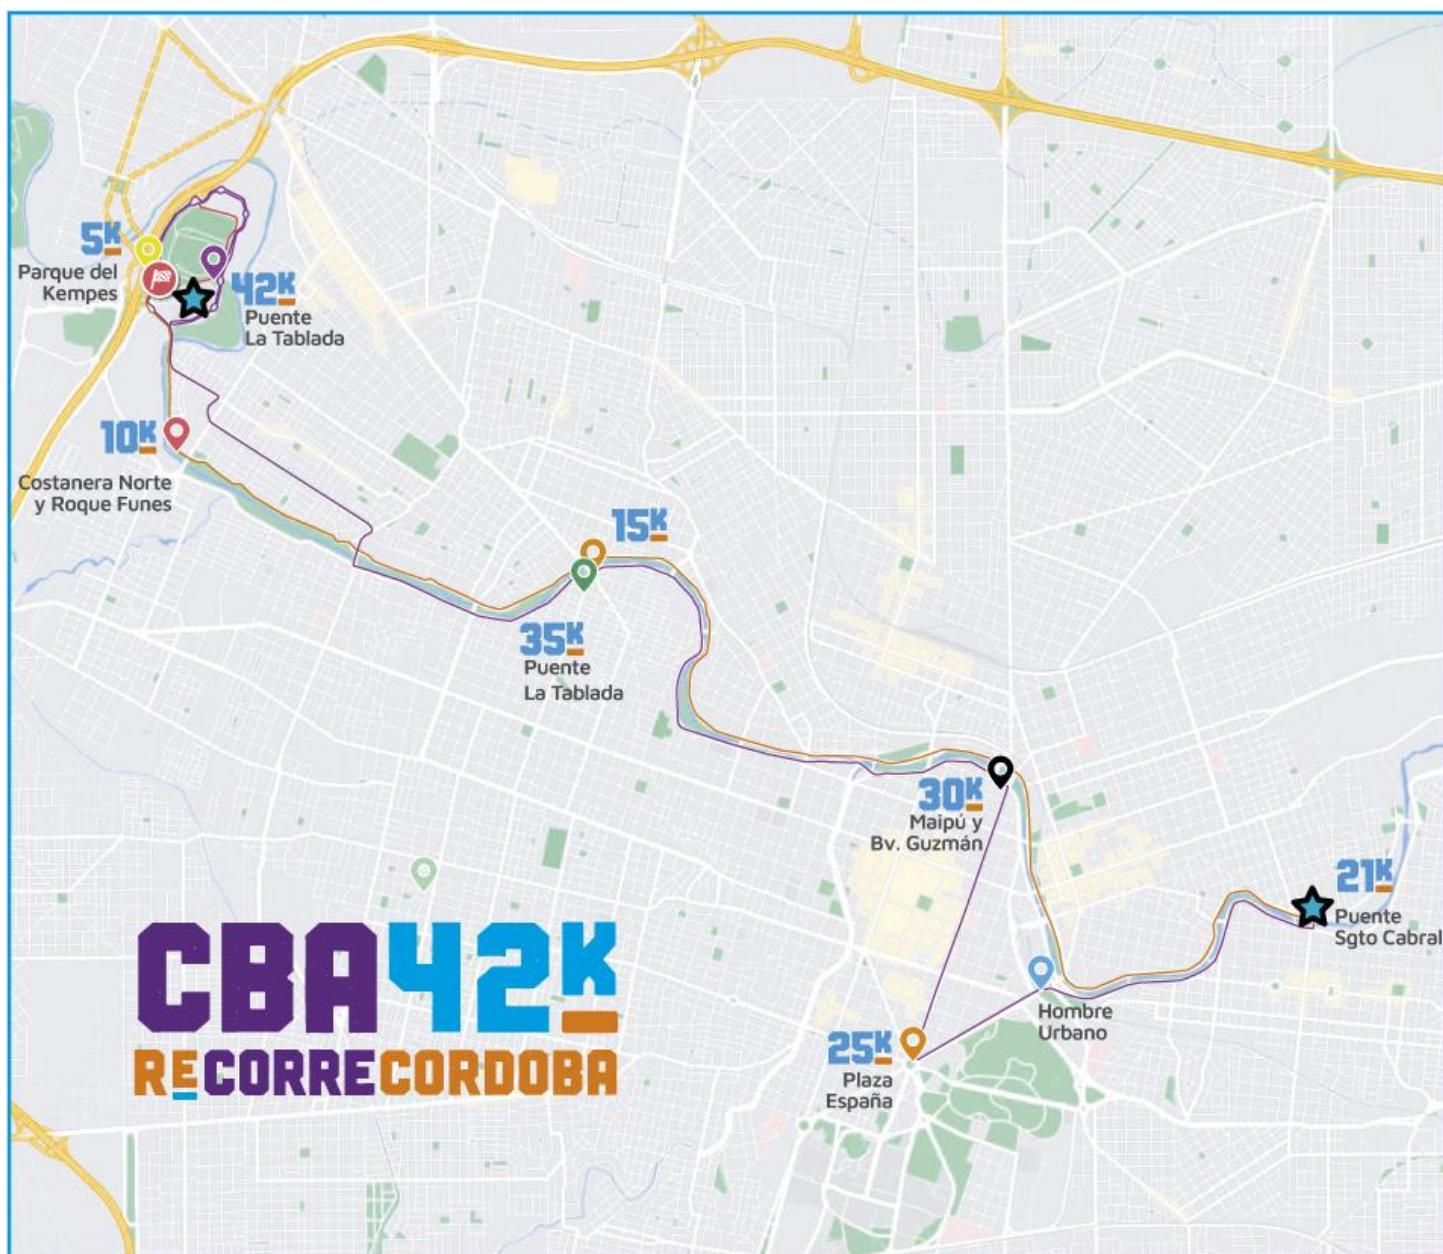 5K
Parque del
Kempes
42K
Puente
La Tablada
10K
Costanera Norte
y Roque Funes
15K
35K
Puente
La Tablada
30K
Maipú y
Bv. Guzmán
21K
Puente
Sgto Cabral
Hombre
Urbano
25K
Plaza
España
CBA42K
RECORRECORDOBA